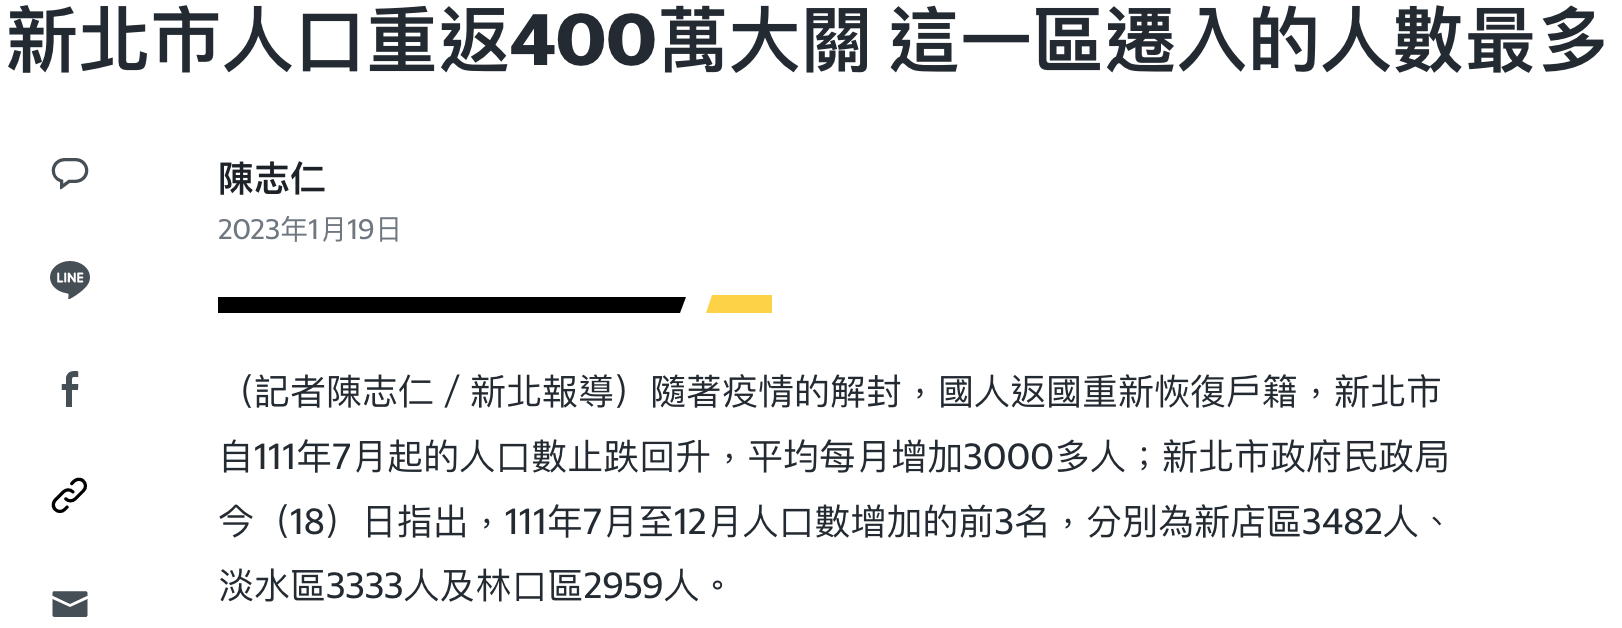 新北市人口重返400萬大關 這一區遷入的人數最多
陳志仁
2023年1月19日
LINE
（記者陳志仁／新北報導）隨著疫情的解封，國人返國重新恢復戶籍，新北市
自111年7月起的人口數止跌回升，平均每月增加3000多人；新北市政府民政局
今（18）日指出，111年7月至12月人口數增加的前3名，分別為新店區3482人、
淡水區3333人及林口區2959人。